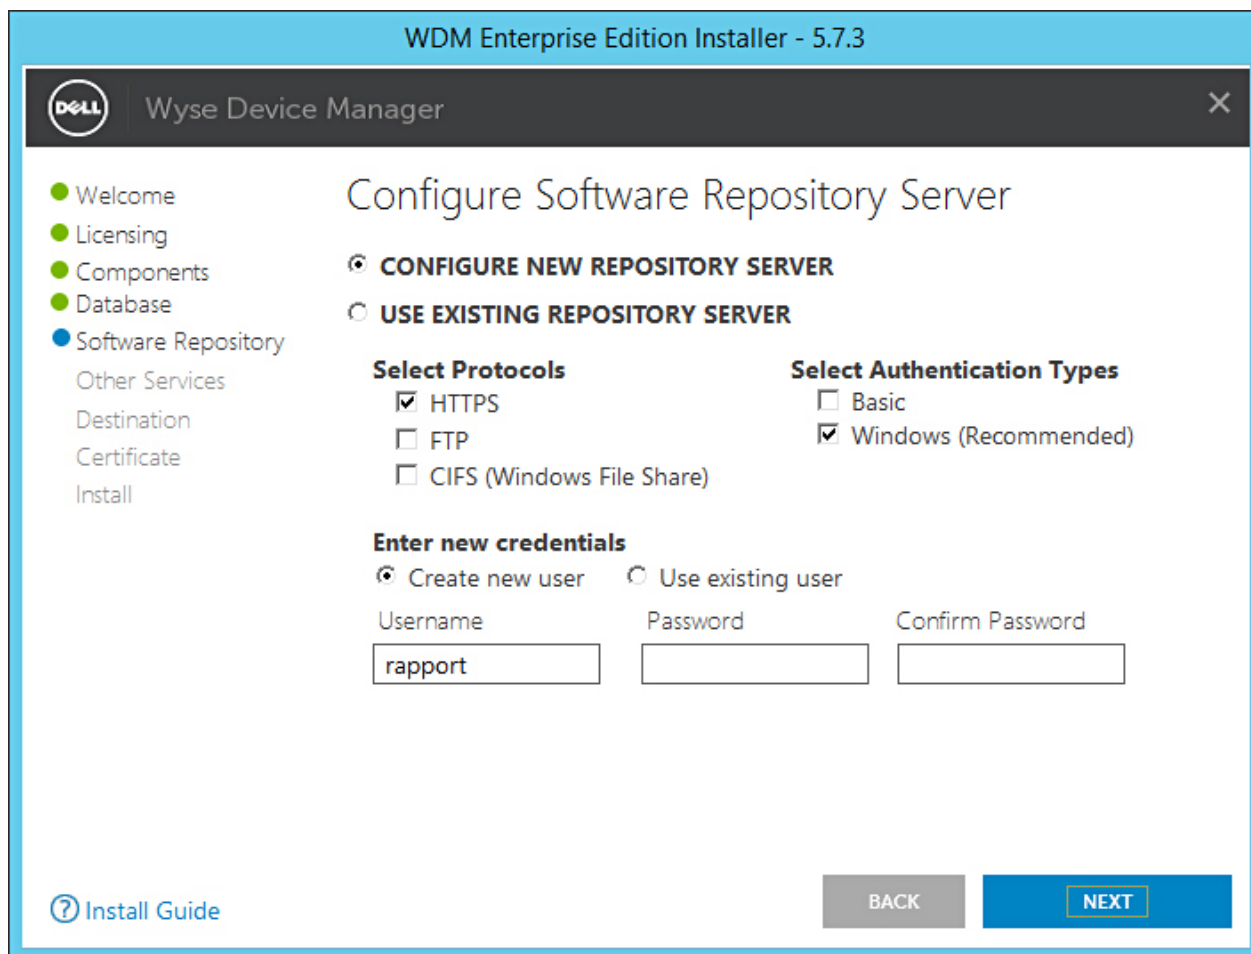 WDM Enterprise Edition Installer - 5.7.3
DELL
Wyse Device Manager
Welcome
Licensing
Components
Database
Software Repository
Other Services
Destination
Certificate
Install
Configure Software Repository Server
CONFIGURE NEW REPOSITORY SERVER
USE EXISTING REPOSITORY SERVER
Select Protocols
HTTPS
FTP
CIFS (Windows File Share)
Select Authentication Types
Basic
Windows (Recommended)
Enter new credentials
Create new user Use existing user
Username Password Confirm Password
rapport
? Install Guide
BACK NEXT